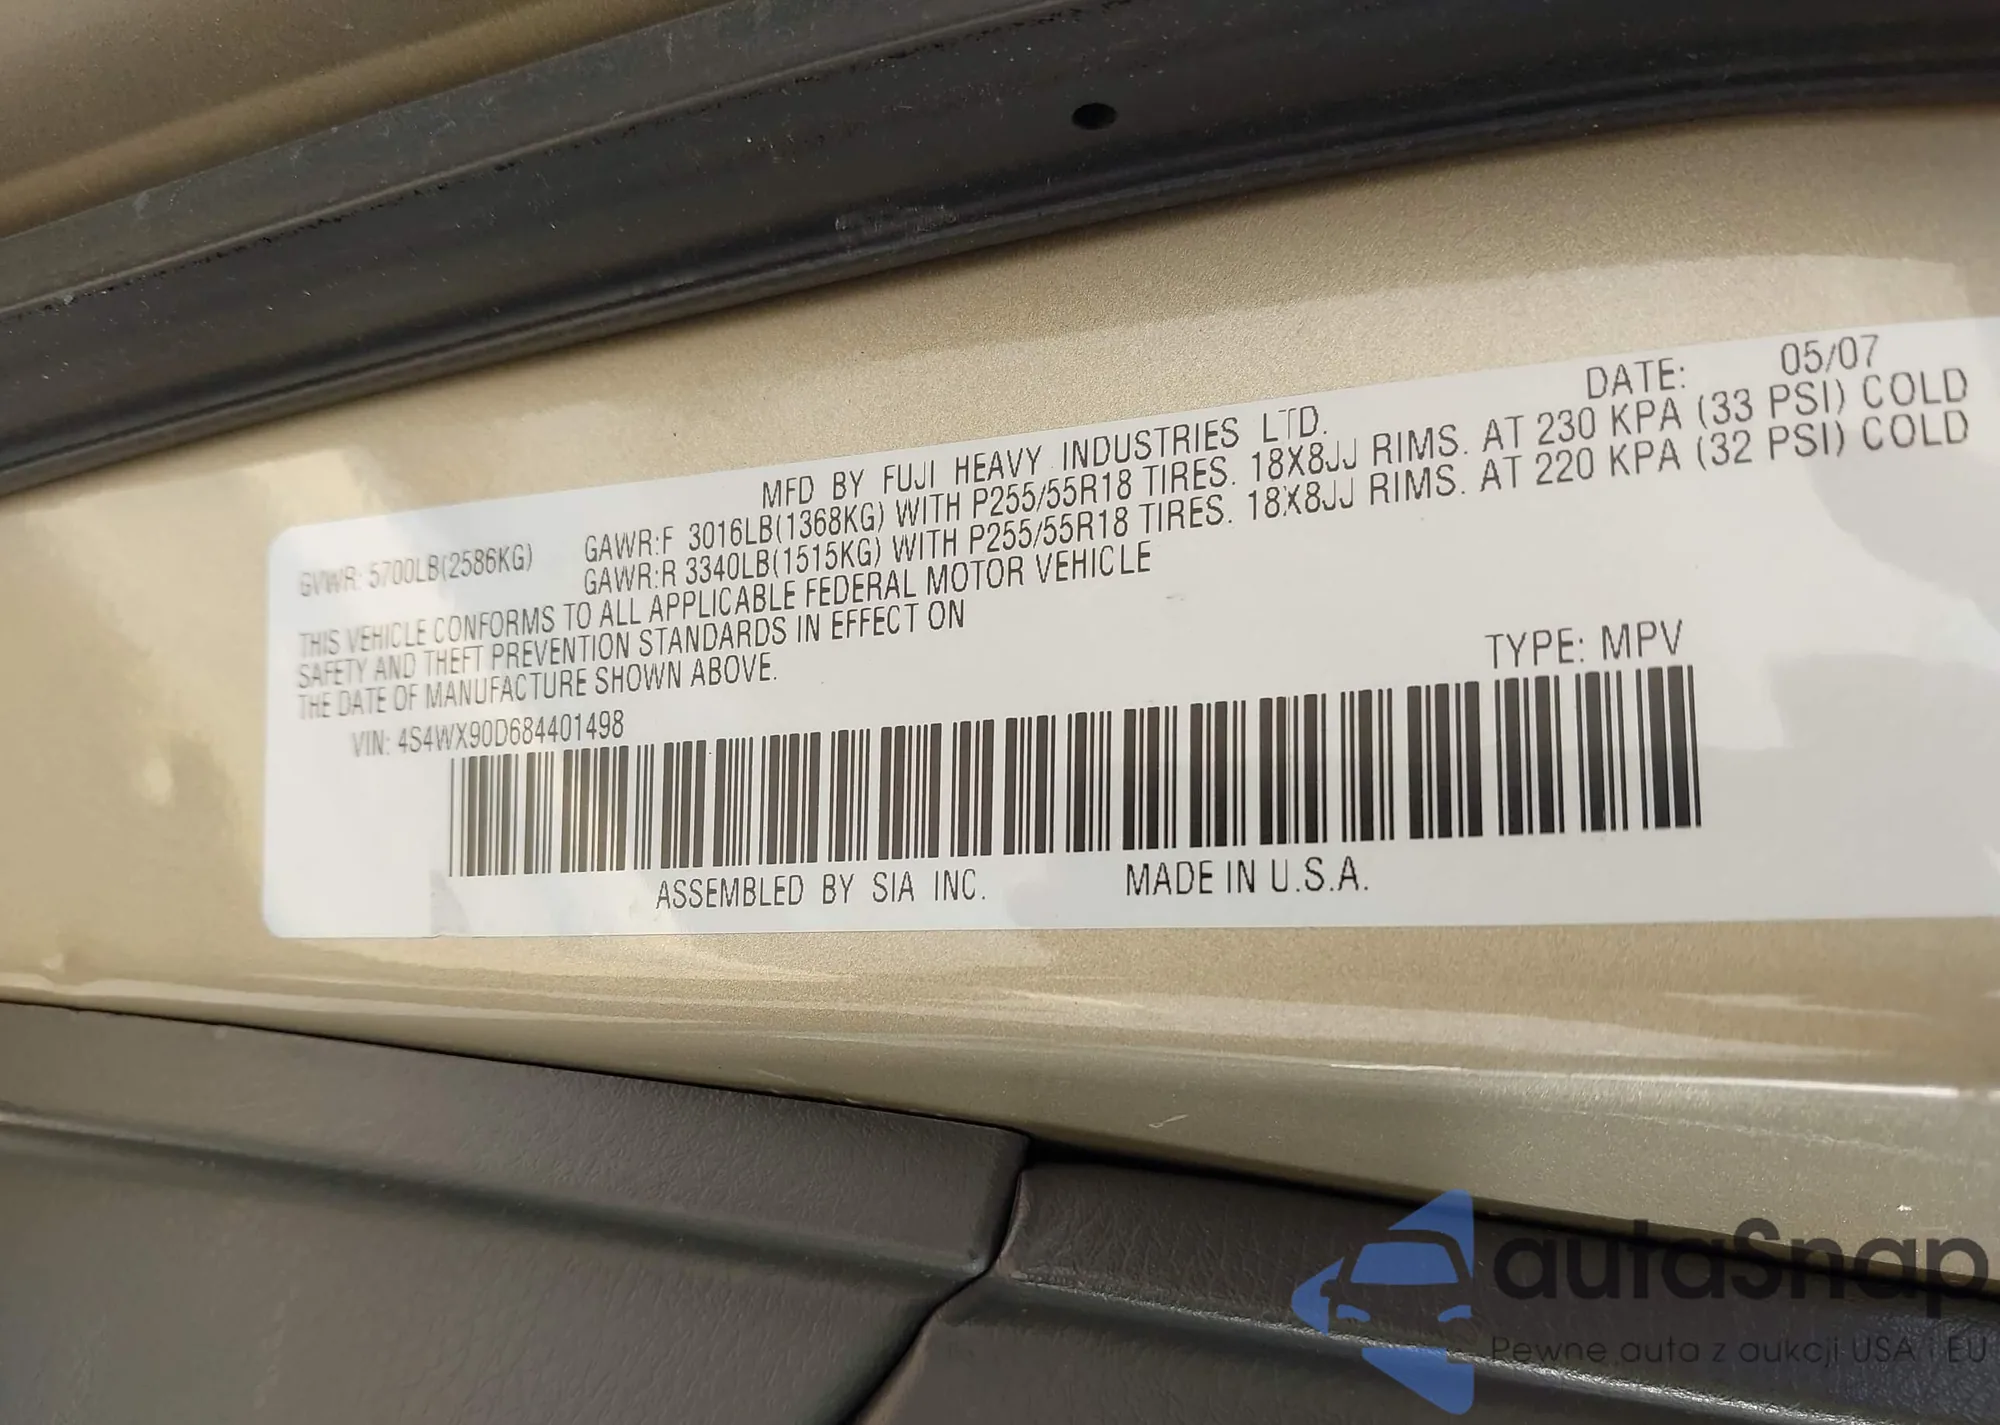 DATE: 05/07
MFD BY FUJI HEAVY INDUSTRIES LTD.
GVWR: 5700LB(2586KG) GAWR:F 3016LB(1368KG) WITH P255/55R18 TIRES. 18X8JJ RIMS. AT 230 KPA (33 PSI) COLD
GAWR:R 3340LB(1515KG) WITH P255/55R18 TIRES. 18X8JJ RIMS. AT 220 KPA (32 PSI) COLD
THIS VEHICLE CONFORMS TO ALL APPLICABLE FEDERAL MOTOR VEHICLE
SAFETY AND THEFT PREVENTION STANDARDS IN EFFECT ON
THE DATE OF MANUFACTURE SHOWN ABOVE.
TYPE: MPV
VIN: 4S4WX90D684401498
ASSEMBLED BY SIA INC. MADE IN U.S.A.
autaSnap
Pewne auta z aukcji USA i EU